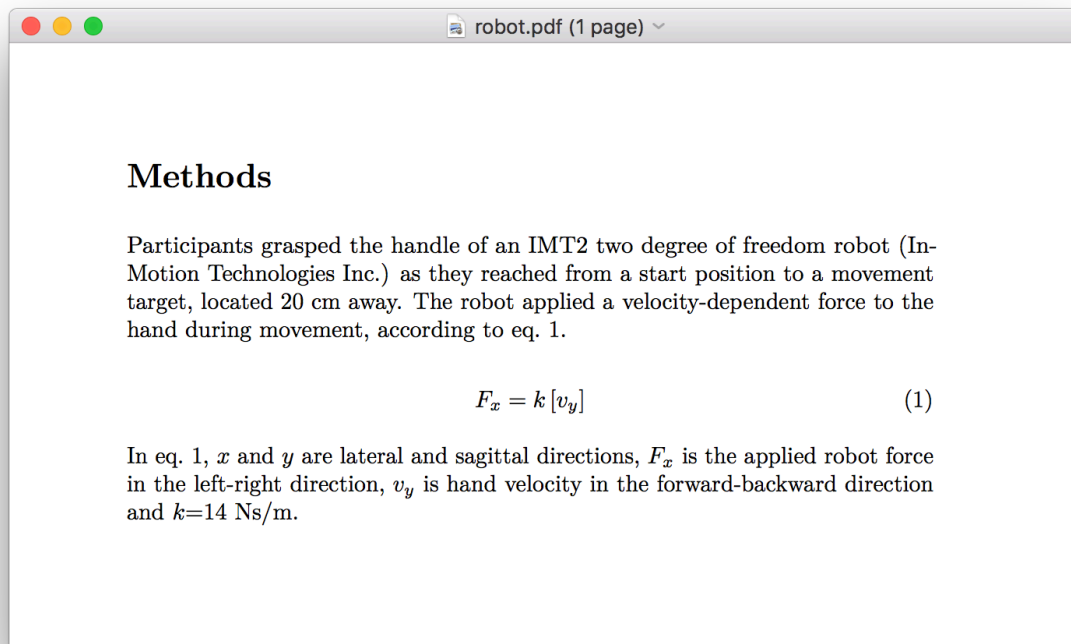 robot.pdf (1 page)
Methods
Participants grasped the handle of an IMT2 two degree of freedom robot (In-
Motion Technologies Inc.) as they reached from a start position to a movement
target, located 20 cm away. The robot applied a velocity-dependent force to the
hand during movement, according to eq. 1.
F_x = k [v_y] (1)
In eq. 1, x and y are lateral and sagittal directions, F_x is the applied robot force
in the left-right direction, v_y is hand velocity in the forward-backward direction
and k=14 Ns/m.